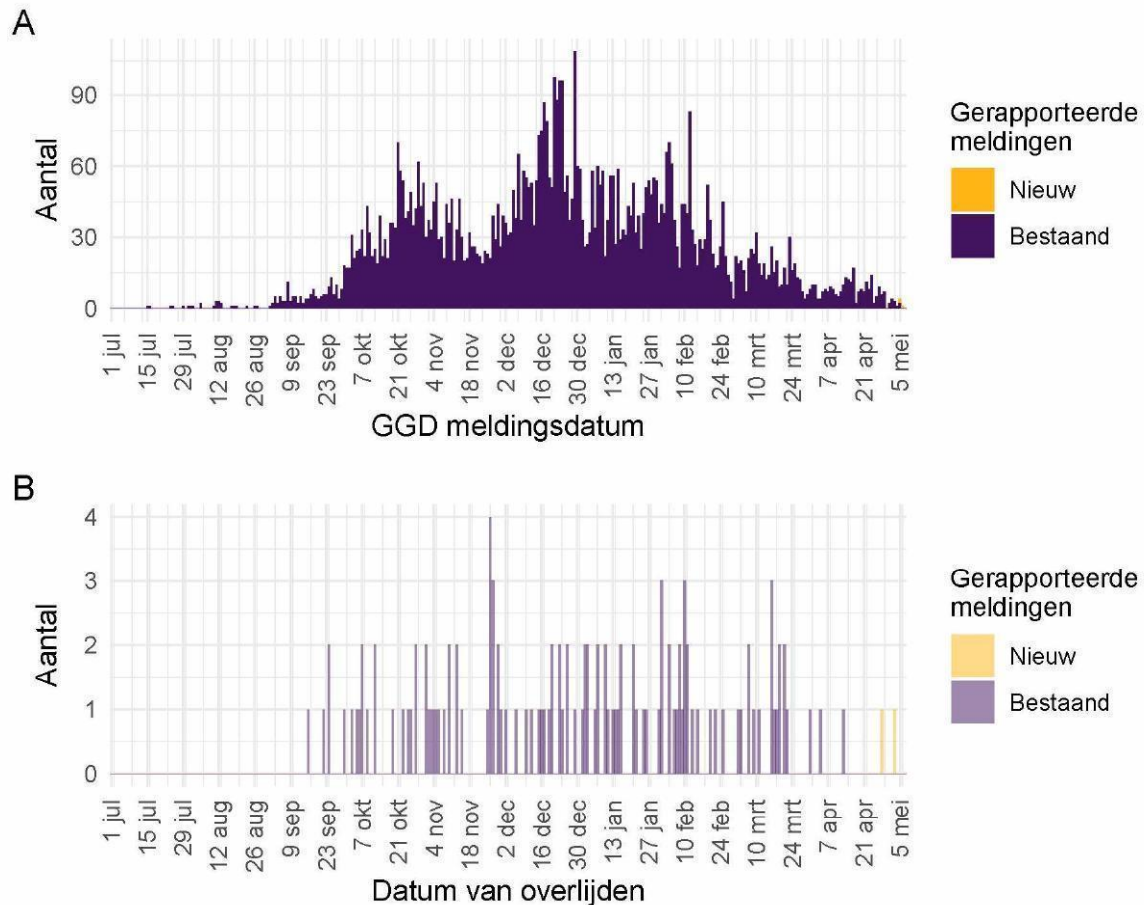 A
Aantal
90
60
30
0
1 jul
15 jul
29 jul
12 aug
26 aug
9 sep
23 sep
7 okt
21 okt
4 nov
18 nov
2 dec
16 dec
30 dec
13 jan
27 jan
10 feb
24 feb
10 mrt
24 mrt
7 apr
21 apr
5 mei
GGD meldingsdatum
Gerapporteerde
meldingen
Nieuw
Bestaand
B
Aantal
4
3
2
1
0
1 jul
15 jul
29 jul
12 aug
26 aug
9 sep
23 sep
7 okt
21 okt
4 nov
18 nov
2 dec
16 dec
30 dec
13 jan
27 jan
10 feb
24 feb
10 mrt
24 mrt
7 apr
21 apr
5 mei
Datum van overlijden
Gerapporteerde
meldingen
Nieuw
Bestaand